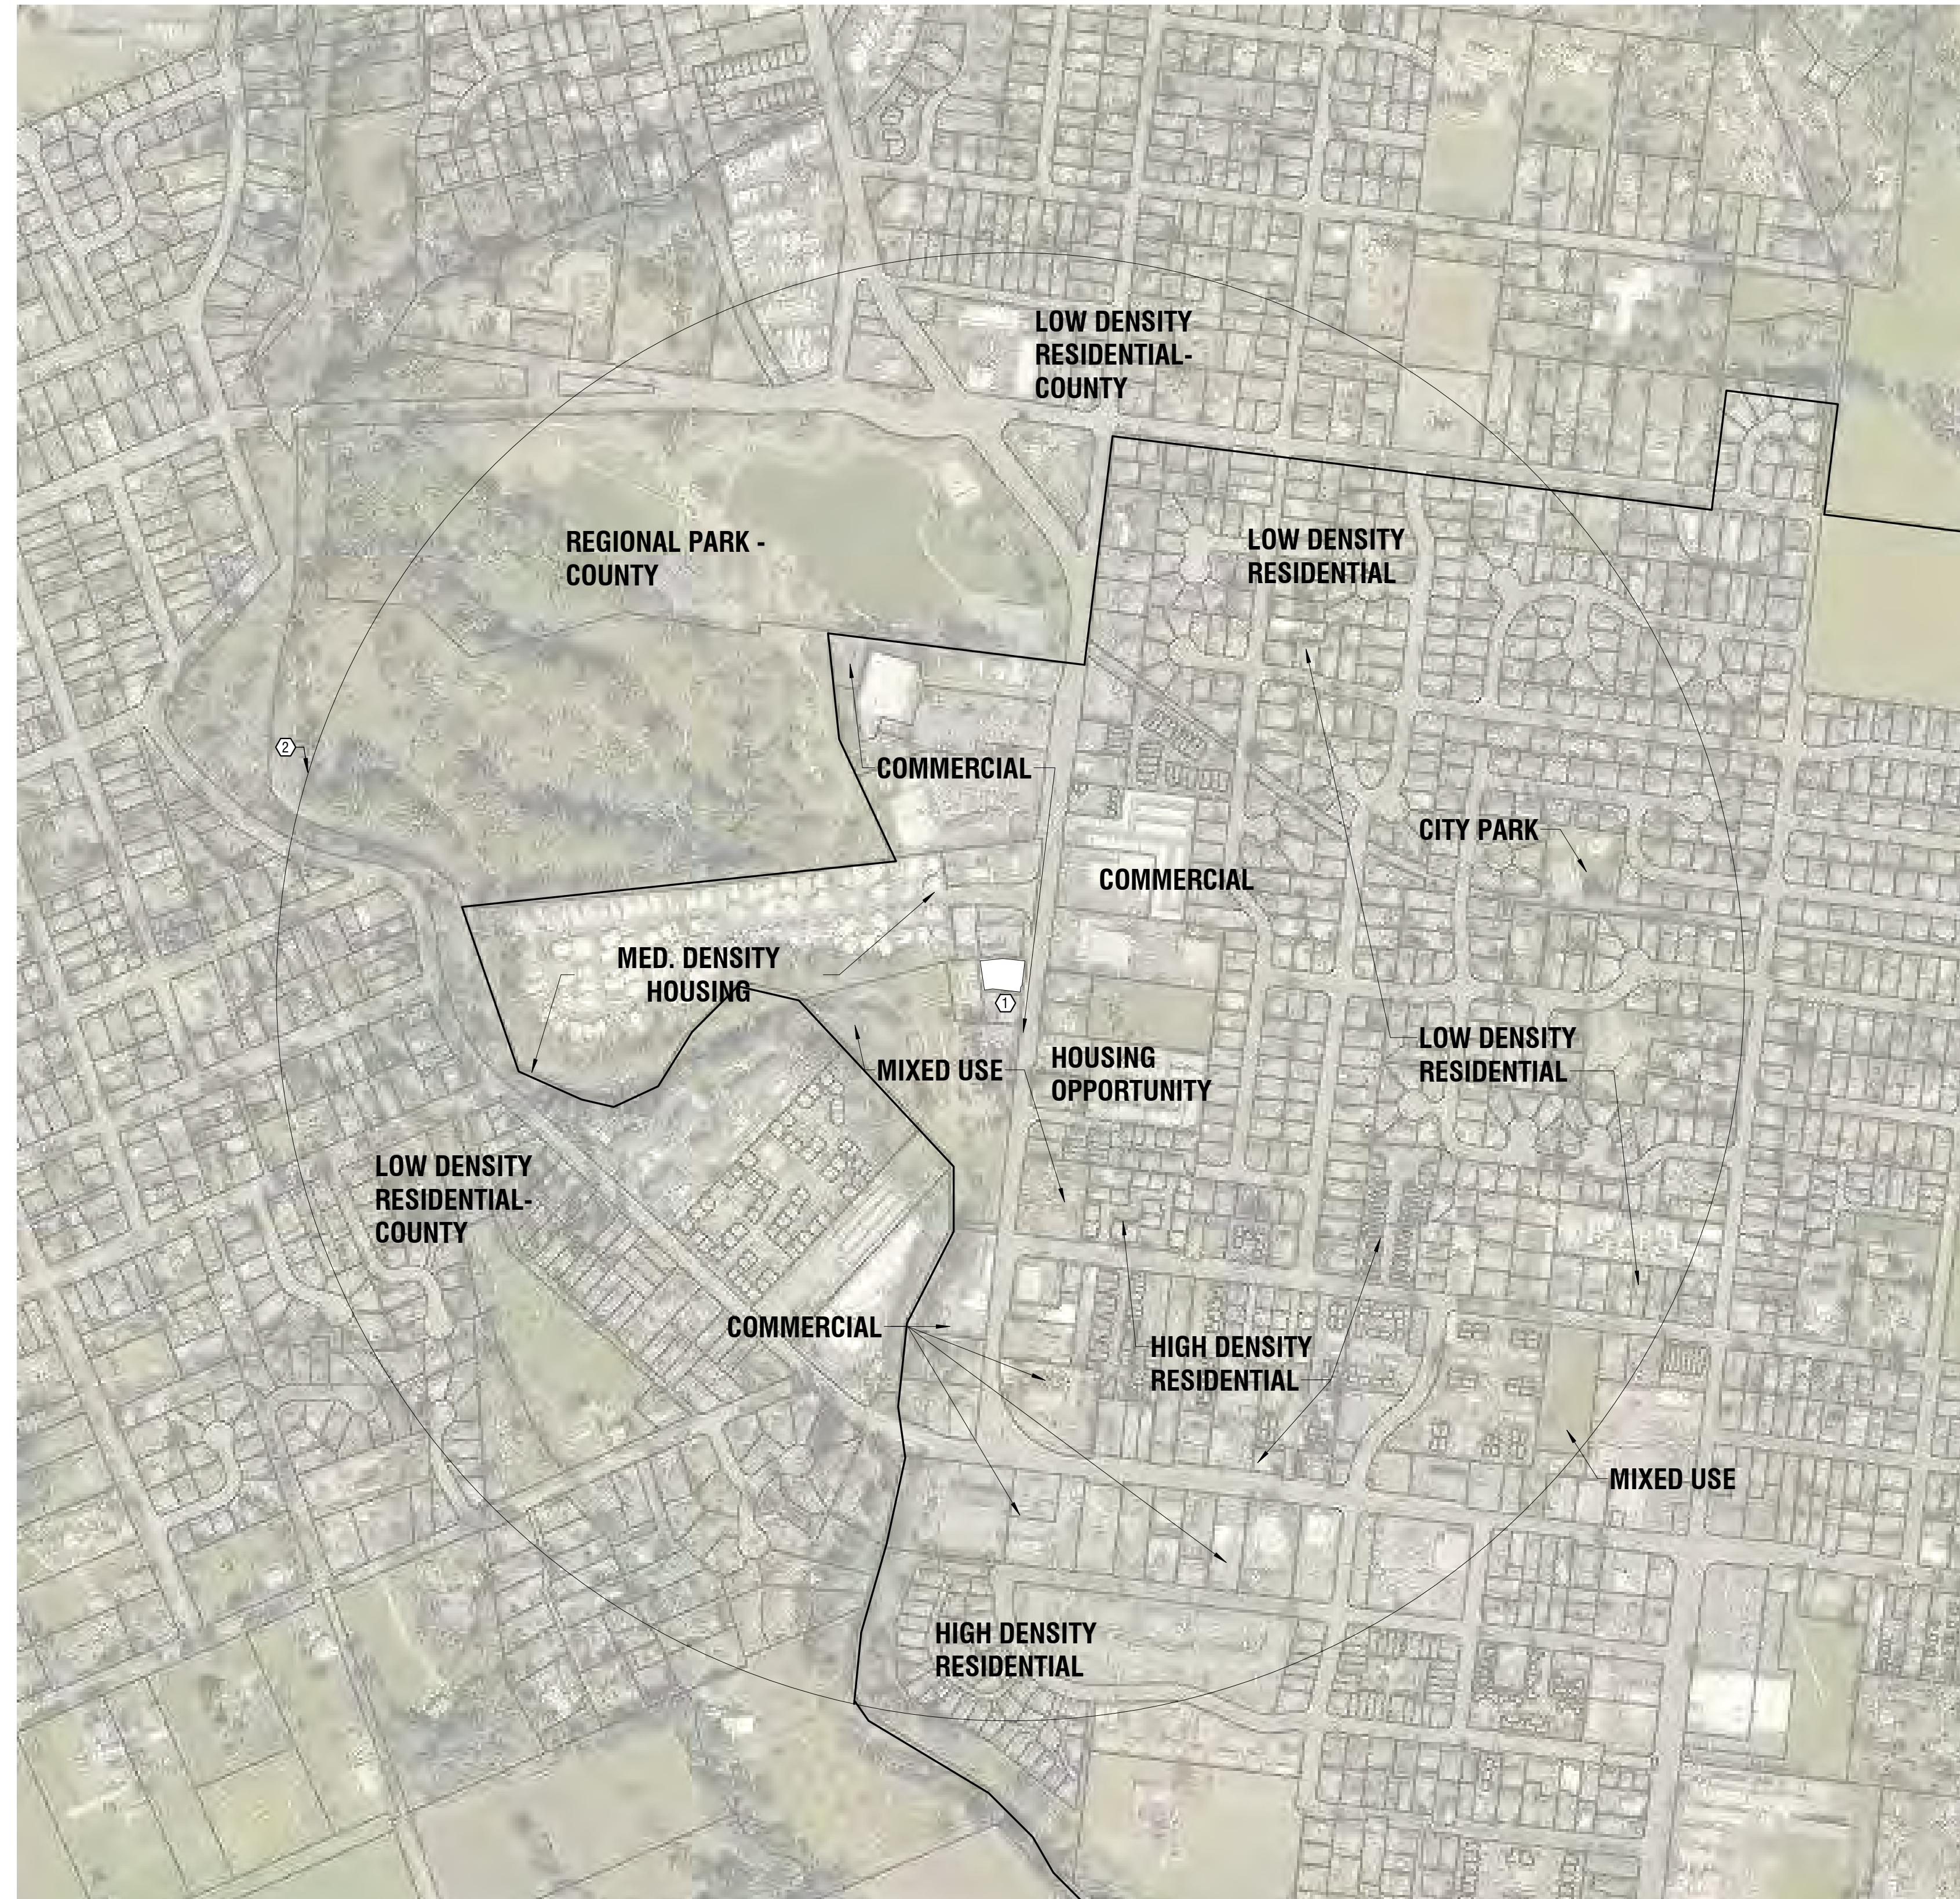 LOW DENSITY
RESIDENTIAL-
COUNTY
REGIONAL PARK -
COUNTY
LOW DENSITY
RESIDENTIAL
2
COMMERCIAL
CITY PARK
COMMERCIAL
MED. DENSITY
HOUSING
1
MIXED USE
HOUSING
OPPORTUNITY
LOW DENSITY
RESIDENTIAL
LOW DENSITY
RESIDENTIAL-
COUNTY
COMMERCIAL
HIGH DENSITY
RESIDENTIAL
MIXED USE
HIGH DENSITY
RESIDENTIAL